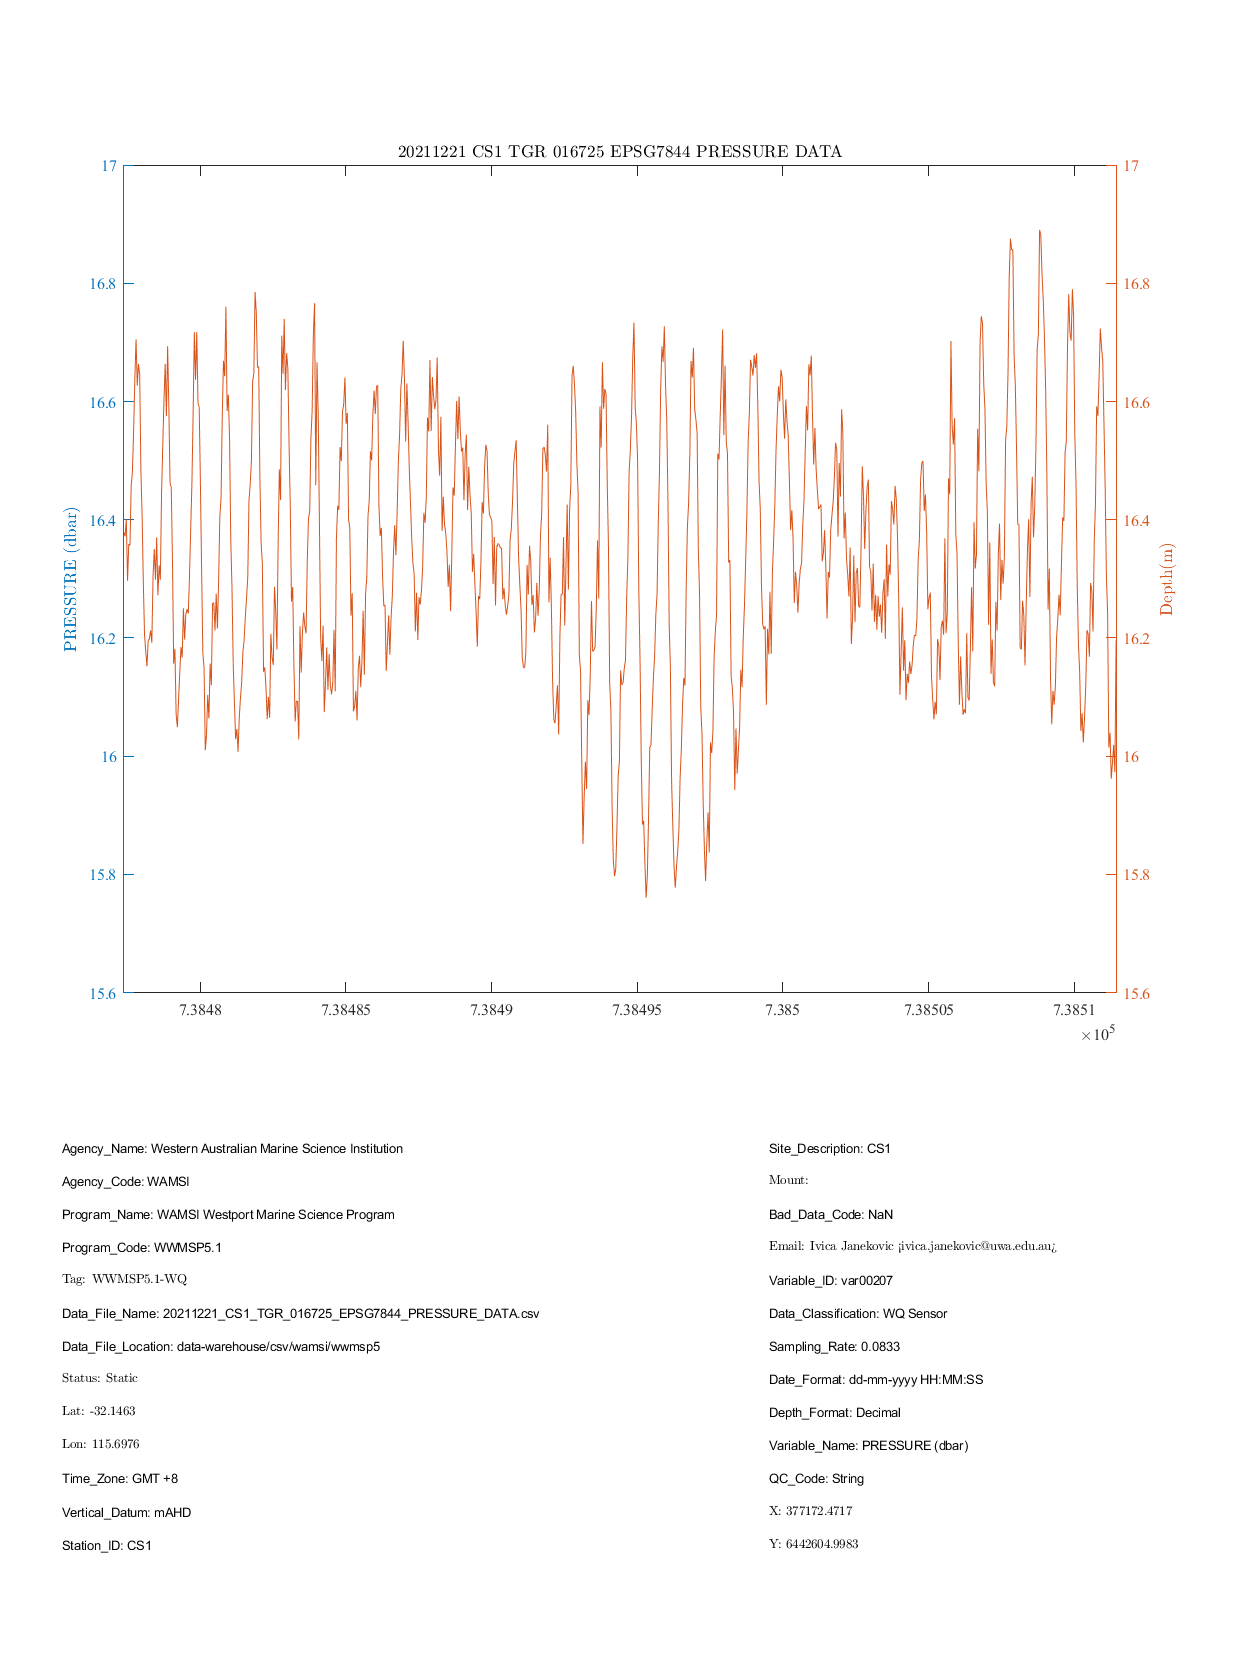 20211221 CS1 TGR 016725 EPSG7844 PRESSURE DATA
17
16.8
16.6
16.4
16.2
16
15.8
15.6
PRESSURE (dbar)
17
16.8
16.6
16.4
16.2
16
15.8
15.6
Depth(m)
7.3848 7.38485 7.3849 7.38495 7.385 7.38505 7.3851
×10⁵
Agency_Name: Western Australian Marine Science Institution
Agency_Code: WAMSI
Program_Name: WAMSI Westport Marine Science Program
Program_Code: WWMSP5.1
Tag: WWMSP5.1-WQ
Data_File_Name: 20211221_CS1_TGR_016725_EPSG7844_PRESSURE_DATA.csv
Data_File_Location: data-warehouse/csv/wamsi/wwmsp5
Status: Static
Lat: -32.1463
Lon: 115.6976
Time_Zone: GMT +8
Vertical_Datum: mAHD
Station_ID: CS1
Site_Description: CS1
Mount:
Bad_Data_Code: NaN
Email: Ivica Janekovic ¡ivica.janekovic@uwa.edu.au¿
Variable_ID: var00207
Data_Classification: WQ Sensor
Sampling_Rate: 0.0833
Date_Format: dd-mm-yyyy HH:MM:SS
Depth_Format: Decimal
Variable_Name: PRESSURE (dbar)
QC_Code: String
X: 377172.4717
Y: 6442604.9983